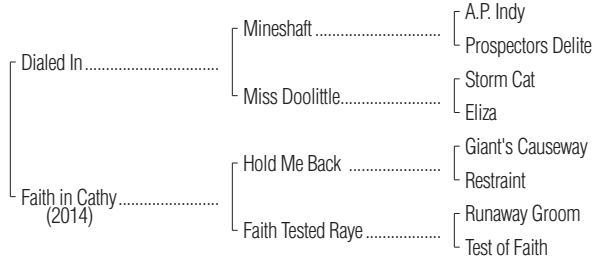 A.P. Indy
Mineshaft
Prospectors Delite
Dialed In
Storm Cat
Miss Doolittle
Eliza
Giant's Causeway
Hold Me Back
Restraint
Faith in Cathy
(2014)
Runaway Groom
Faith Tested Raye
Test of Faith